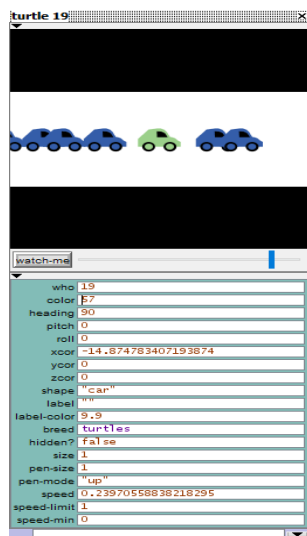 turtle 19
watch-me
who 19
color 57
heading 90
pitch 0
roll 0
xcor -14.874783407193874
ycor 0
zcor 0
shape "car"
label ""
label-color 9.9
breed turtles
hidden? false
size 1
pen-size 1
pen-mode "up"
speed 0.23970558838218295
speed-limit 1
speed-min 0